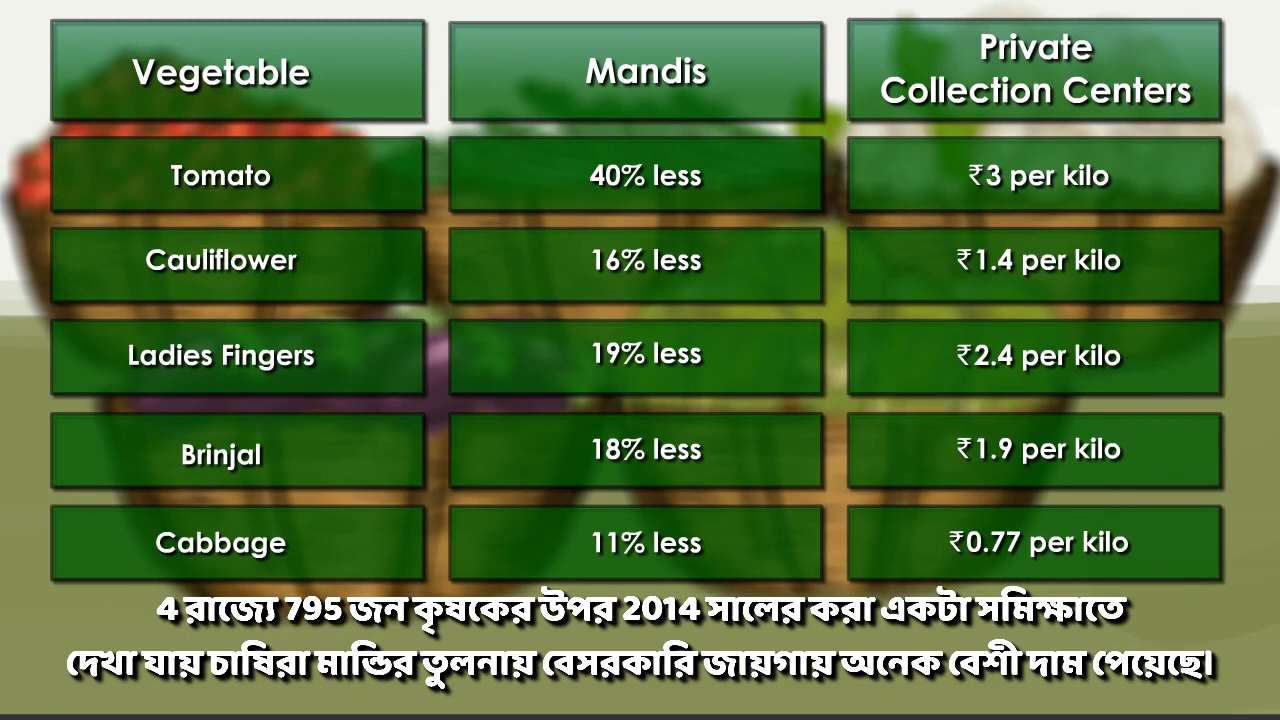 Vegetable Mandis Private
Collection Centers
Tomato 40% less ₹3 per kilo
Cauliflower 16% less ₹1.4 per kilo
Ladies Fingers 19% less ₹2.4 per kilo
Brinjal 18% less ₹1.9 per kilo
Cabbage 11% less ₹0.77 per kilo
4 রাজ্যে 795 জন কৃষকের উপর 2014 সালের করা একটা সমিক্ষাতে
দেখা যায় চাষিরা মান্ডির তুলনায় বেসরকারি জায়গায় অনেক বেশী দাম পেয়েছে।